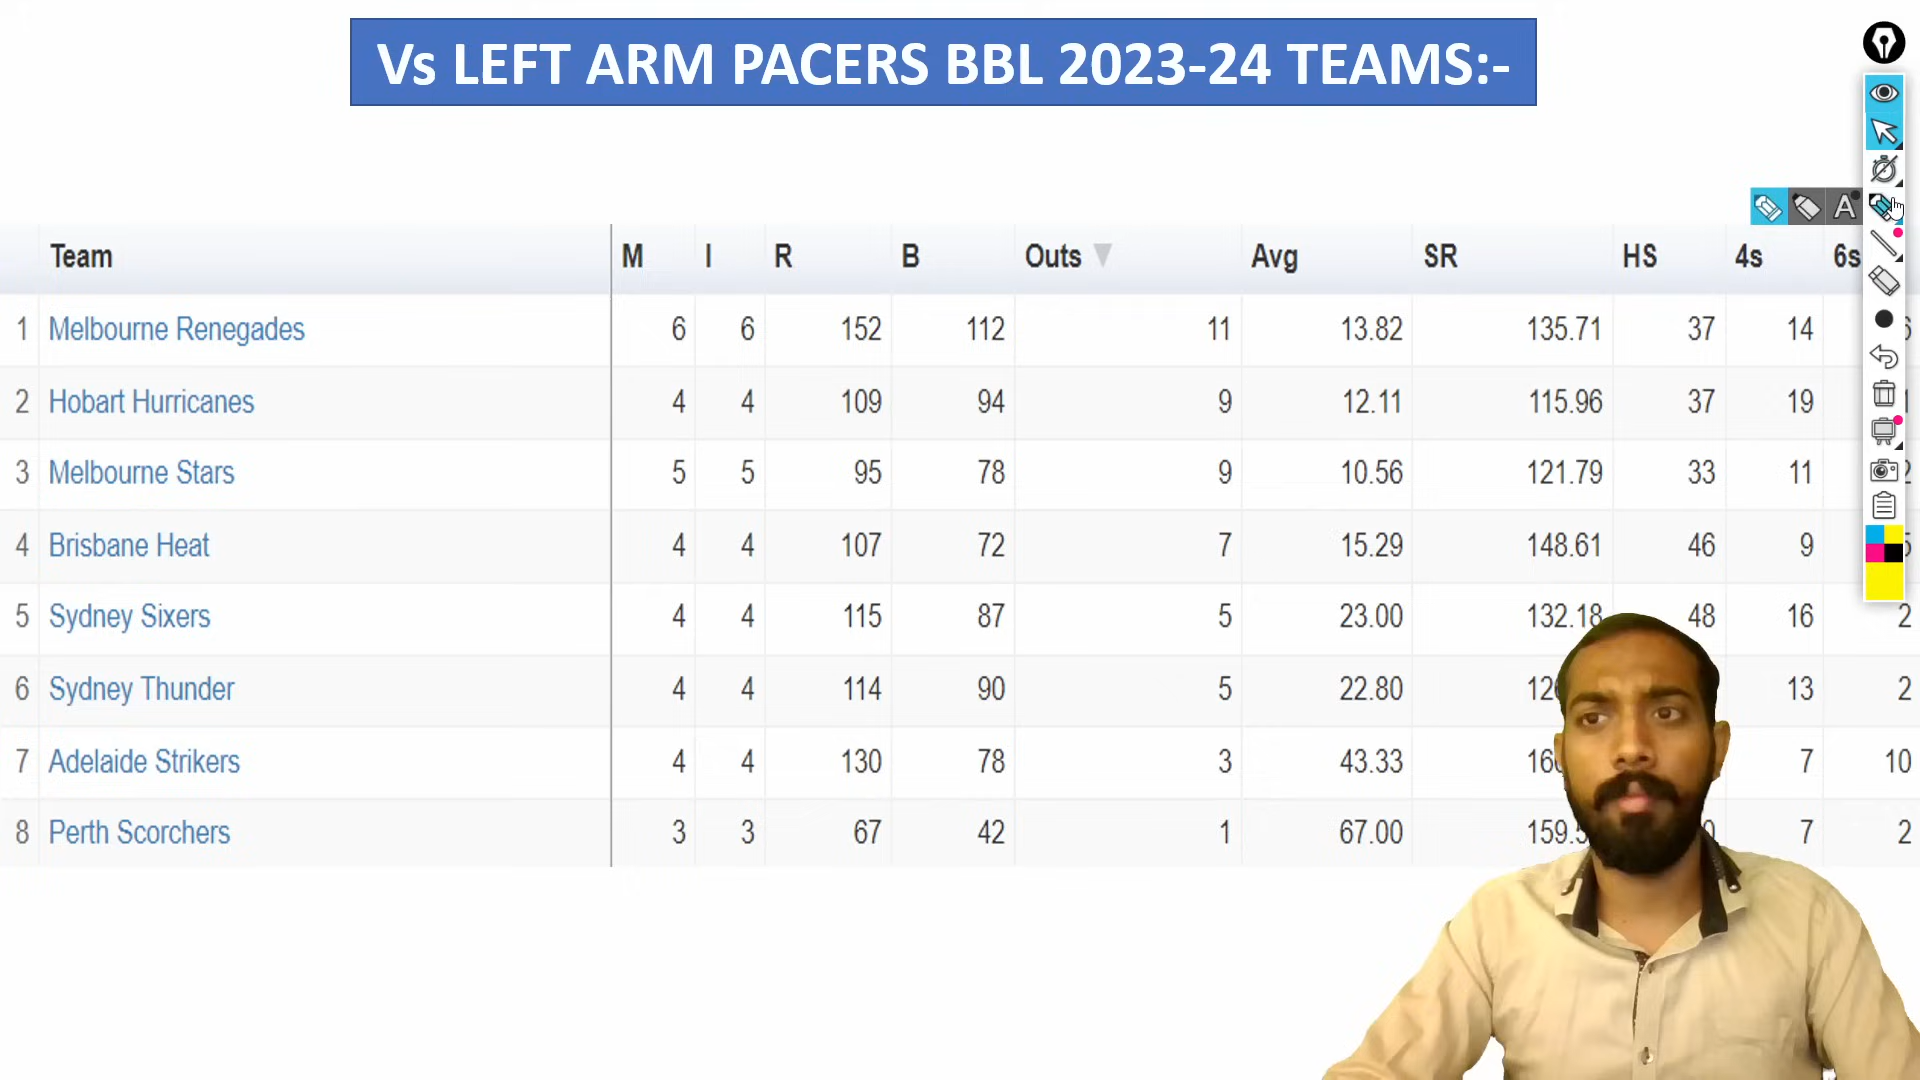 Vs LEFT ARM PACERS BBL 2023-24 TEAMS:-
A
Team M I R B Outs Avg SR HS 4s 6s
1 Melbourne Renegades 6 6 152 112 11 13.82 135.71 37 14
2 Hobart Hurricanes 4 4 109 94 9 12.11 115.96 37 19
3 Melbourne Stars 5 5 95 78 9 10.56 121.79 33 11
4 Brisbane Heat 4 4 107 72 7 15.29 148.61 46 9
5 Sydney Sixers 4 4 115 87 5 23.00 132.18 48 16 2
6 Sydney Thunder 4 4 114 90 5 22.80 13 2
7 Adelaide Strikers 4 4 130 78 3 43.33 7 10
8 Perth Scorchers 3 3 67 42 1 67.00 7 2